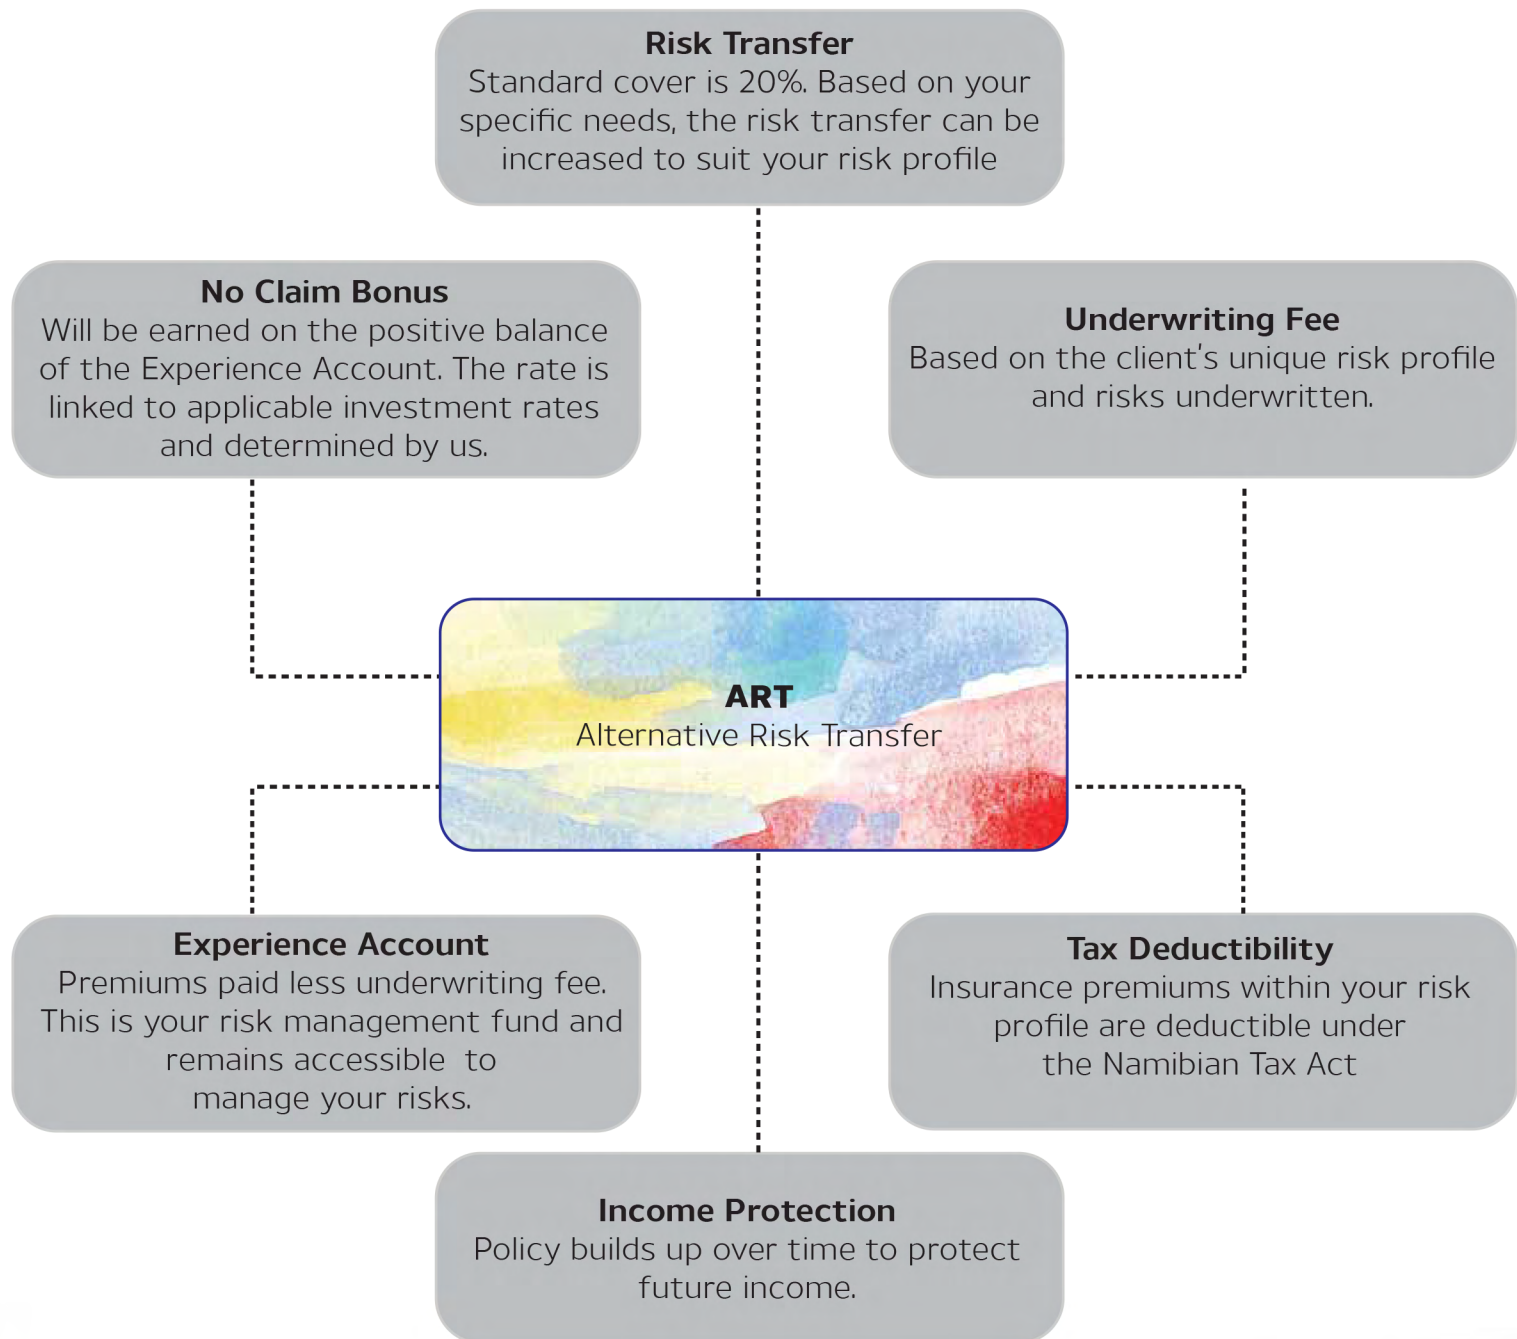 Risk Transfer
Standard cover is 20%. Based on your
specific needs, the risk transfer can be
increased to suit your risk profile
No Claim Bonus
Will be earned on the positive balance
of the Experience Account. The rate is
linked to applicable investment rates
and determined by us.
Underwriting Fee
Based on the client's unique risk profile
and risks underwritten.
ART
Alternative Risk Transfer
Experience Account
Premiums paid less underwriting fee.
This is your risk management fund and
remains accessible to
manage your risks.
Tax Deductibility
Insurance premiums within your risk
profile are deductible under
the Namibian Tax Act
Income Protection
Policy builds up over time to protect
future income.